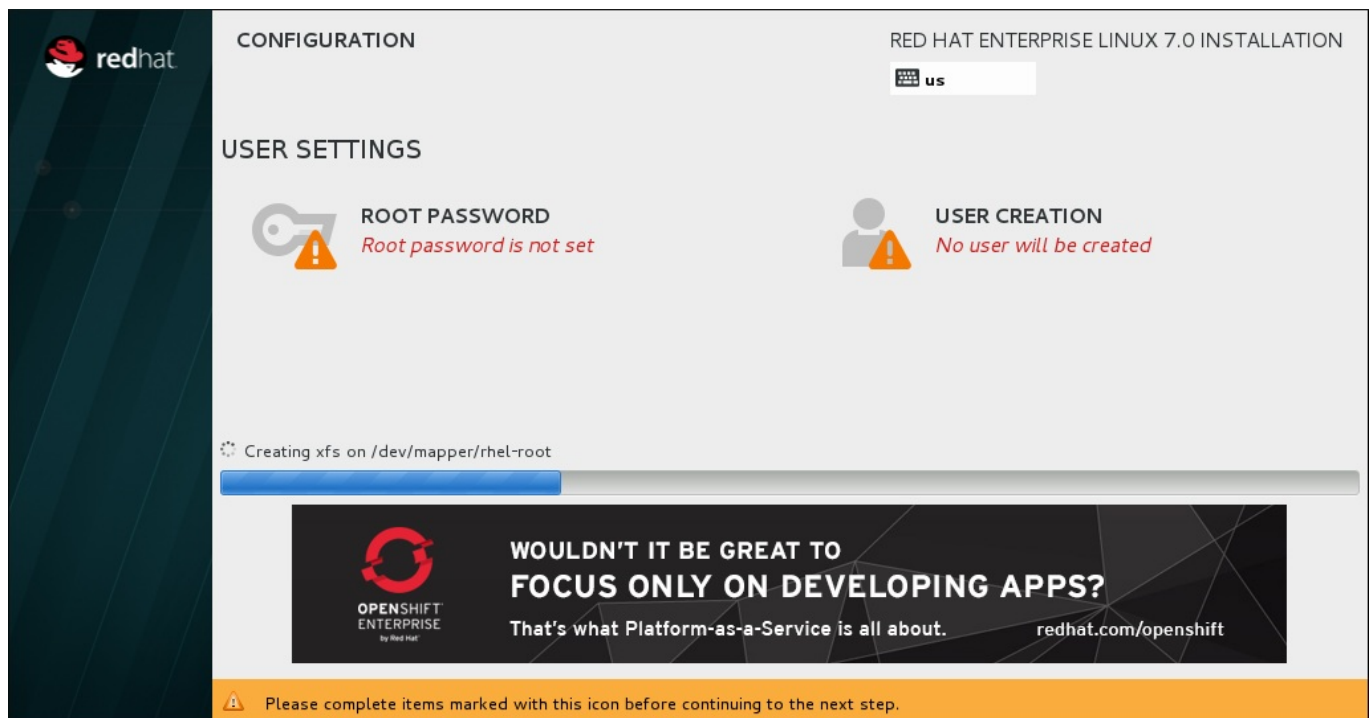 redhat
CONFIGURATION
RED HAT ENTERPRISE LINUX 7.0 INSTALLATION
us
USER SETTINGS
ROOT PASSWORD
Root password is not set
USER CREATION
No user will be created
Creating xfs on /dev/mapper/rhel-root
OPENSHIFT
ENTERPRISE
by Red Hat
WOULDN'T IT BE GREAT TO
FOCUS ONLY ON DEVELOPING APPS?
That's what Platform-as-a-Service is all about.
redhat.com/openshift
Please complete items marked with this icon before continuing to the next step.